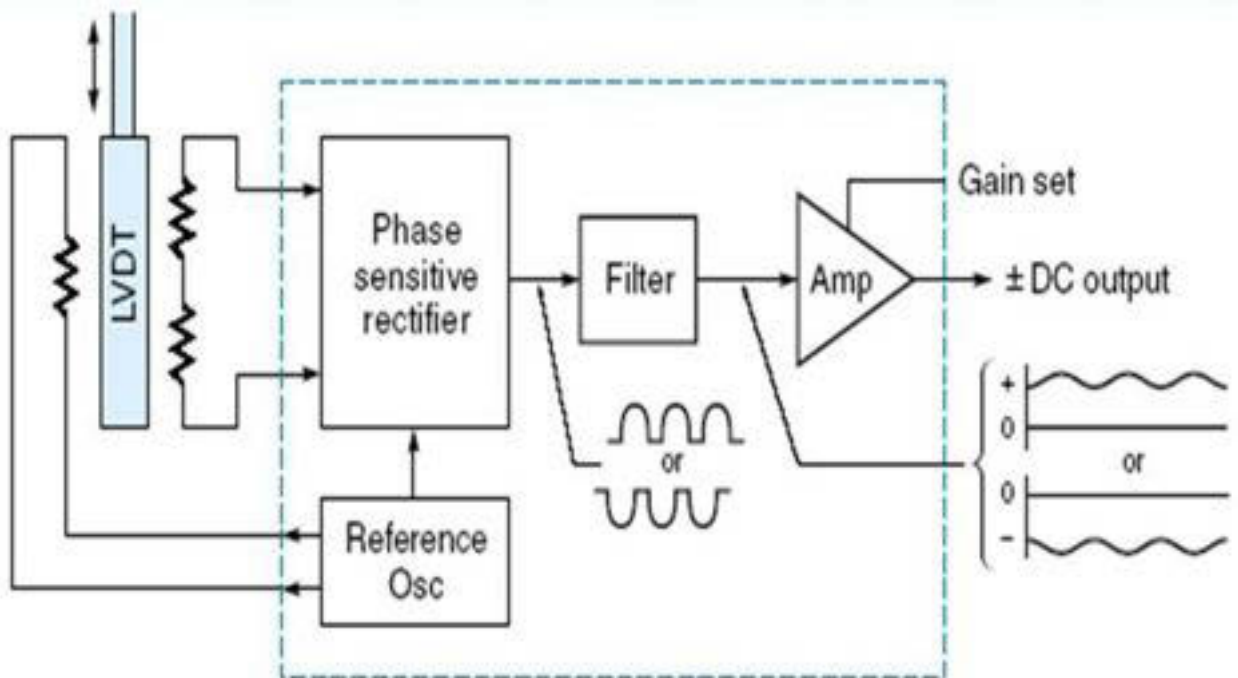 LVDT
Phase
sensitive
rectifier
Filter
Amp
Gain set
± DC output
or
+
0
or
0
−
Reference
Osc